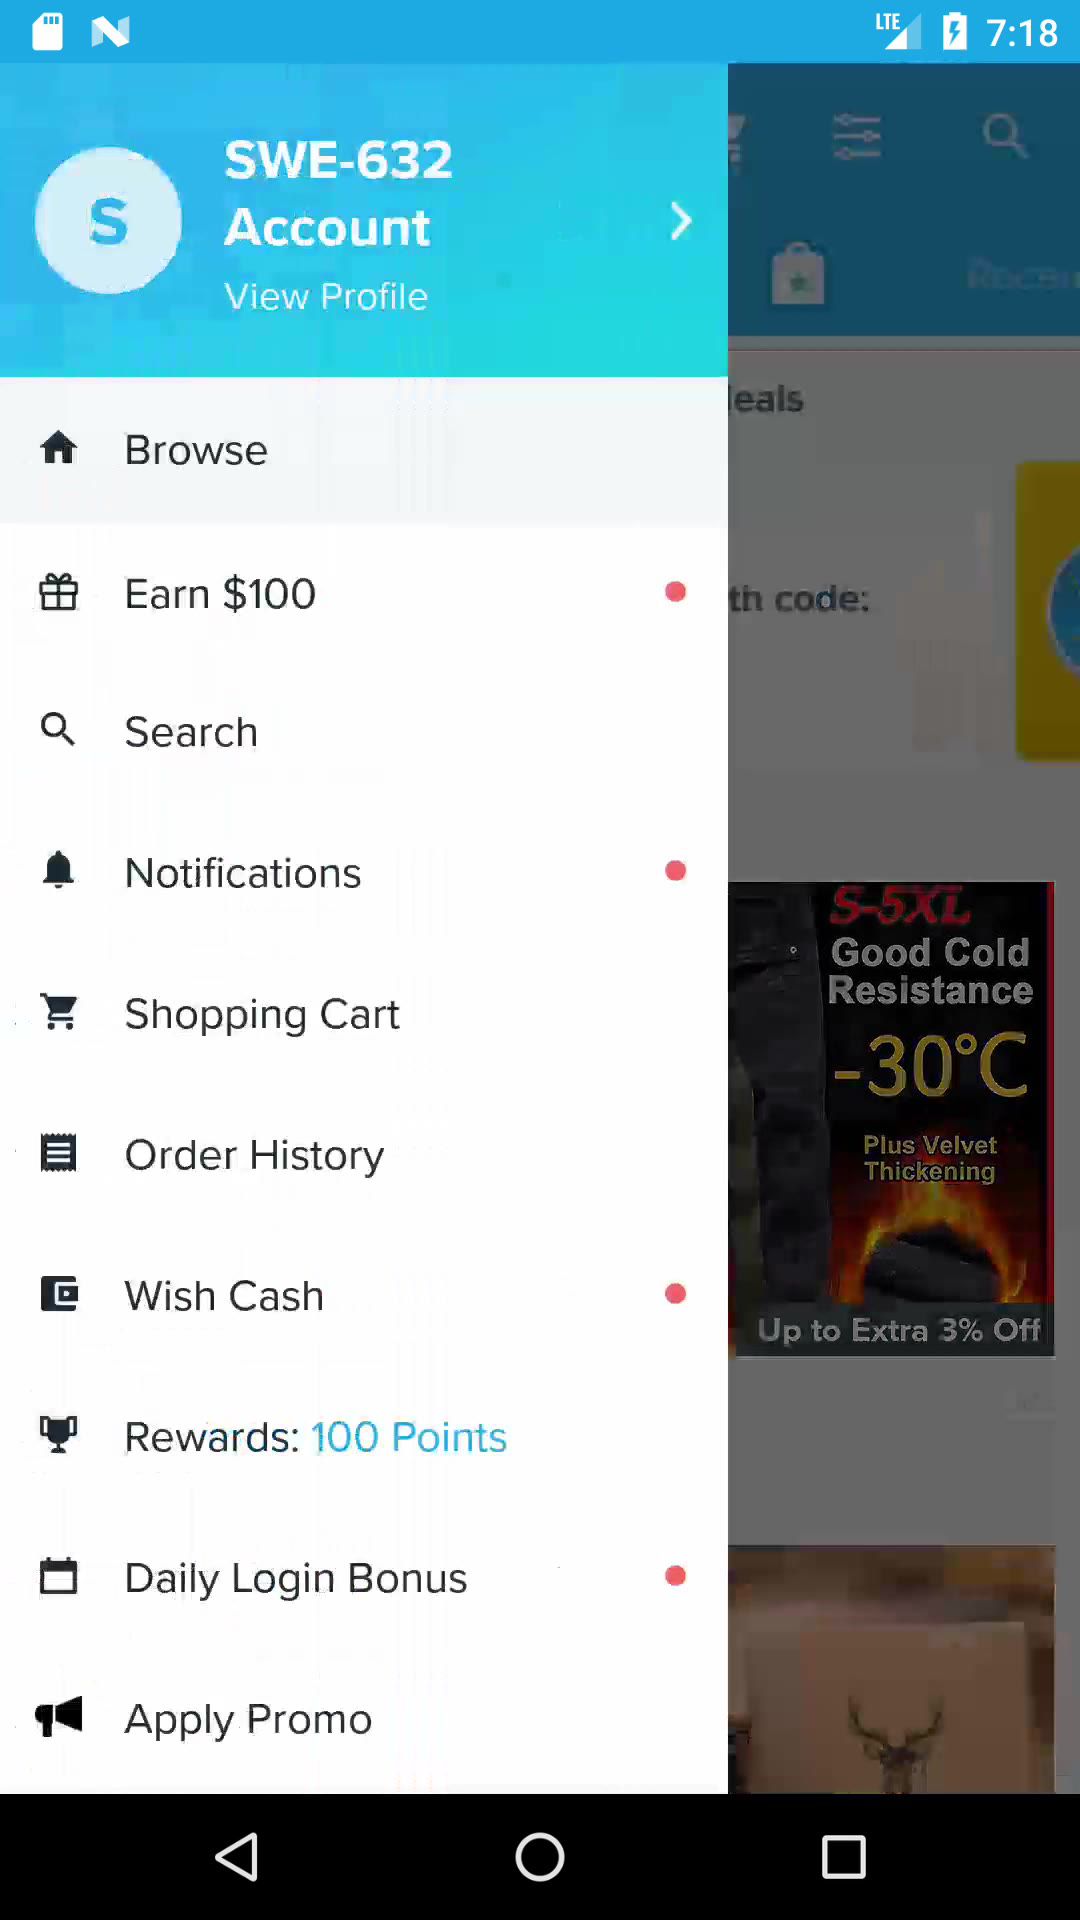 LTE 7:18
S
SWE-632
Account
View Profile
Browse
deals
Earn $100
th code:
Search
Notifications
S-5XL
Good Cold
Resistance
Shopping Cart
-30°C
Order History
Plus Velvet
Thickening
Wish Cash
Up to Extra 3% Off
Rewards: 100 Points
Daily Login Bonus
Apply Promo